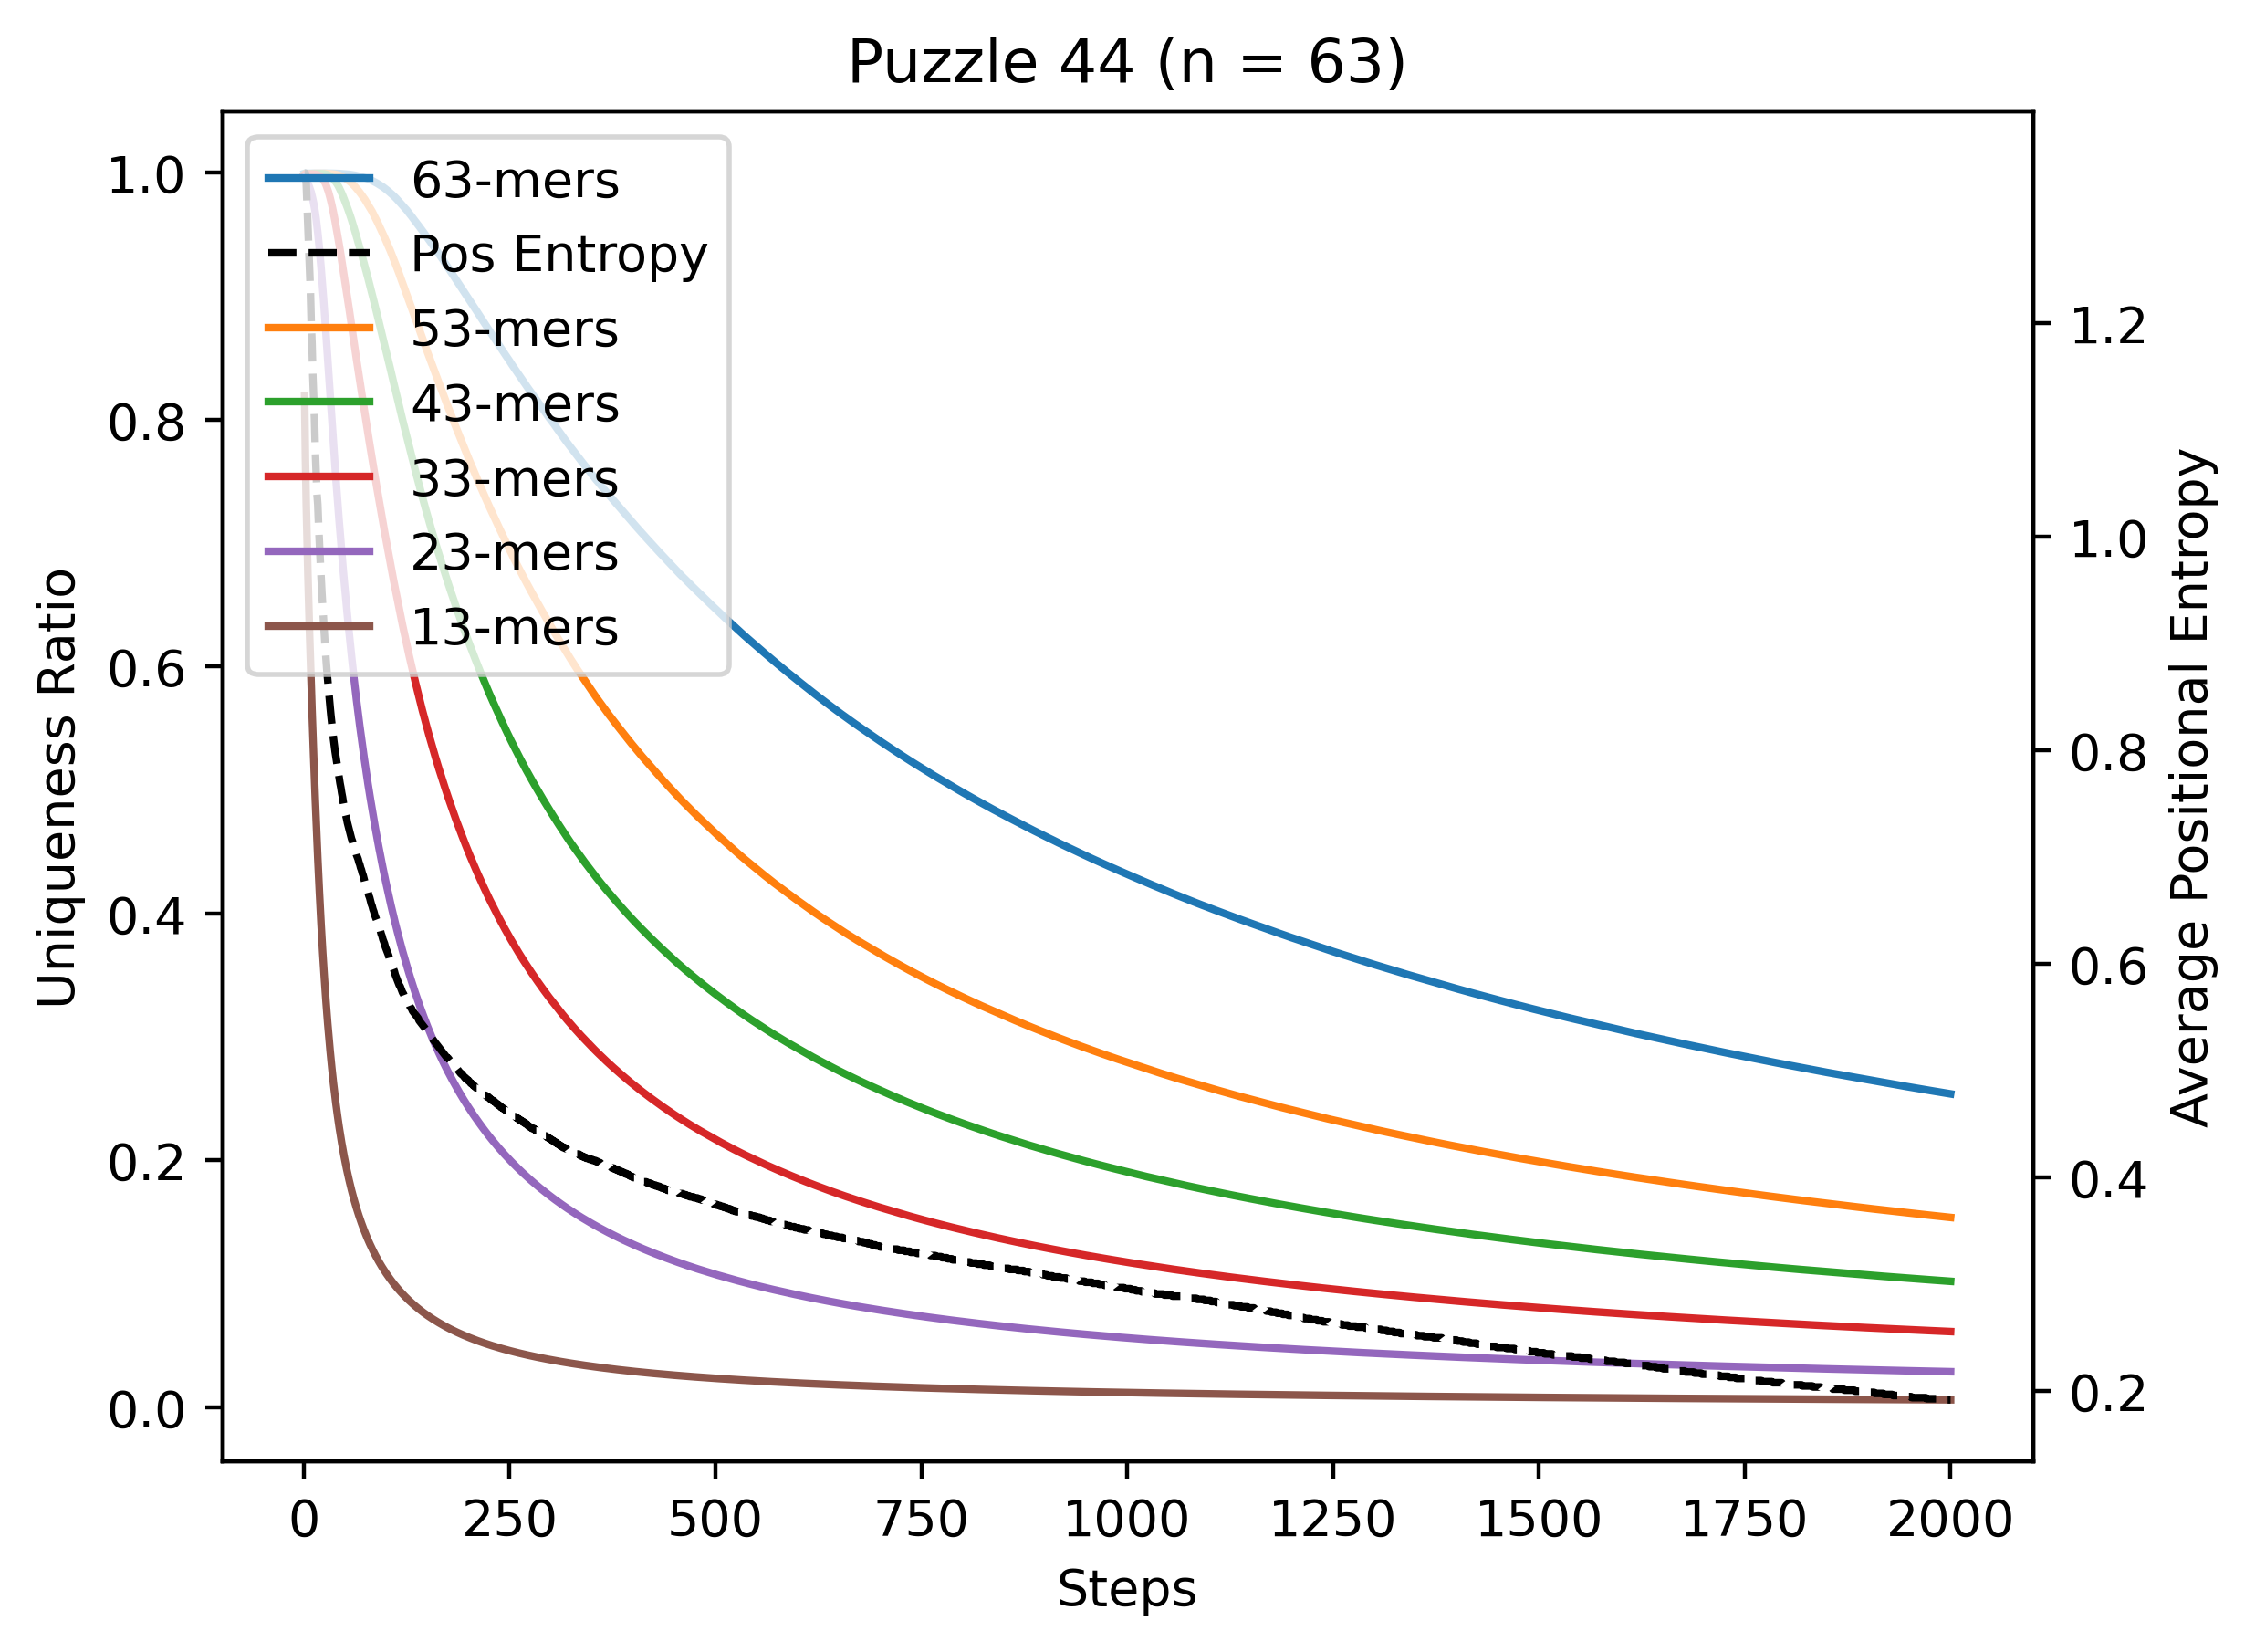 Puzzle 44 (n = 63)
63-mers
Pos Entropy
53-mers
43-mers
33-mers
23-mers
13-mers
Uniqueness Ratio
1.0
0.8
0.6
0.4
0.2
0.0
Average Positional Entropy
1.2
1.0
0.8
0.6
0.4
0.2
0 250 500 750 1000 1250 1500 1750 2000
Steps